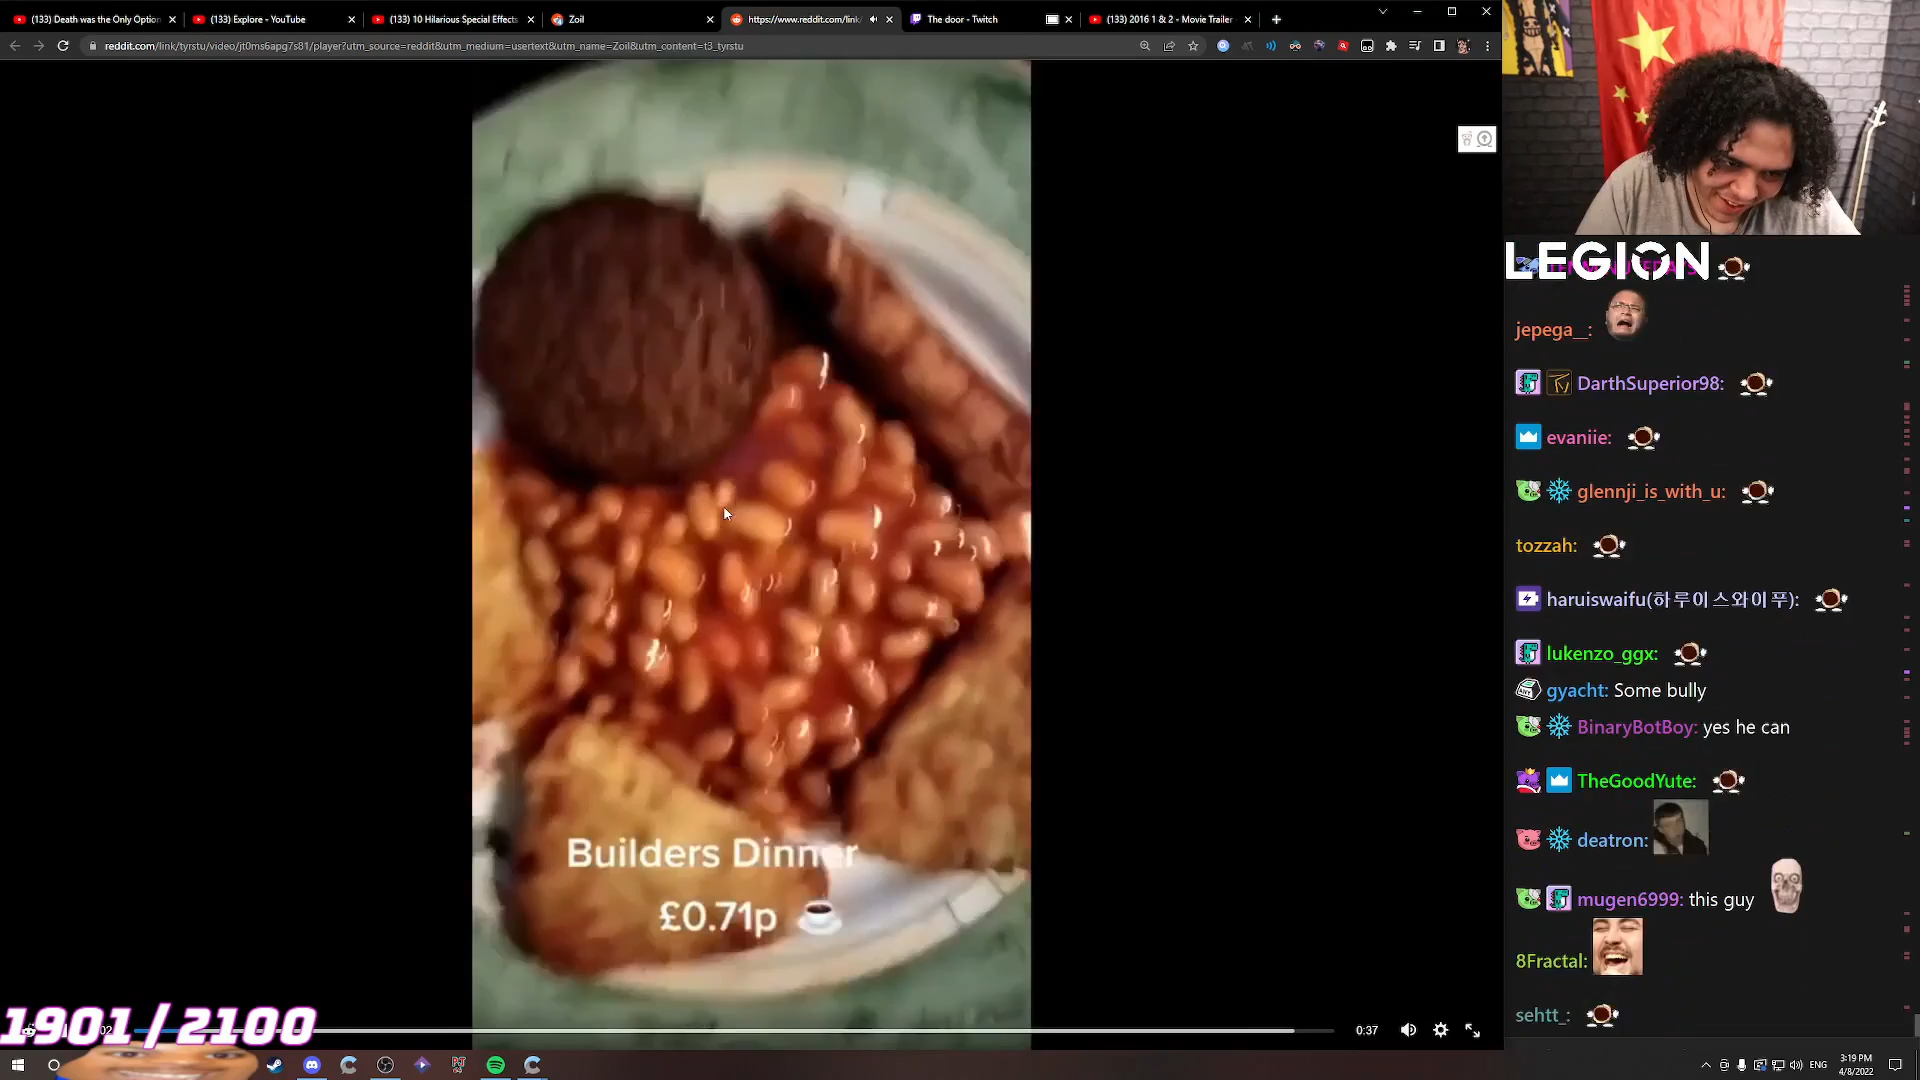 (133) Death was the Only Option
(133) Explore - YouTube
(133) 10 Hilarious Special Effects
Zoil
https://www.reddit.com/link/
The door - Twitch
(133) 2016 1 & 2 - Movie Trailer
reddit.com/link/tyrstu/video/jt0ms6apg7s81/player?utm_source=reddit&utm_medium=usertext&utm_name=Zoil&utm_content=t3_tyrstu
LEGION
jepega__:
DarthSuperior98:
evaniie:
glennji_is_with_u:
tozzah:
haruiswaifu(하루이스와이푸):
lukenzo_ggx:
gyacht: Some bully
BinaryBotBoy: yes he can
TheGoodYute:
deatron:
mugen6999: this guy
8Fractal:
sehtt_:
Builders Dinner
£0.71p
1901 / 2100
0:37
ENG
3:19 PM
4/8/2022